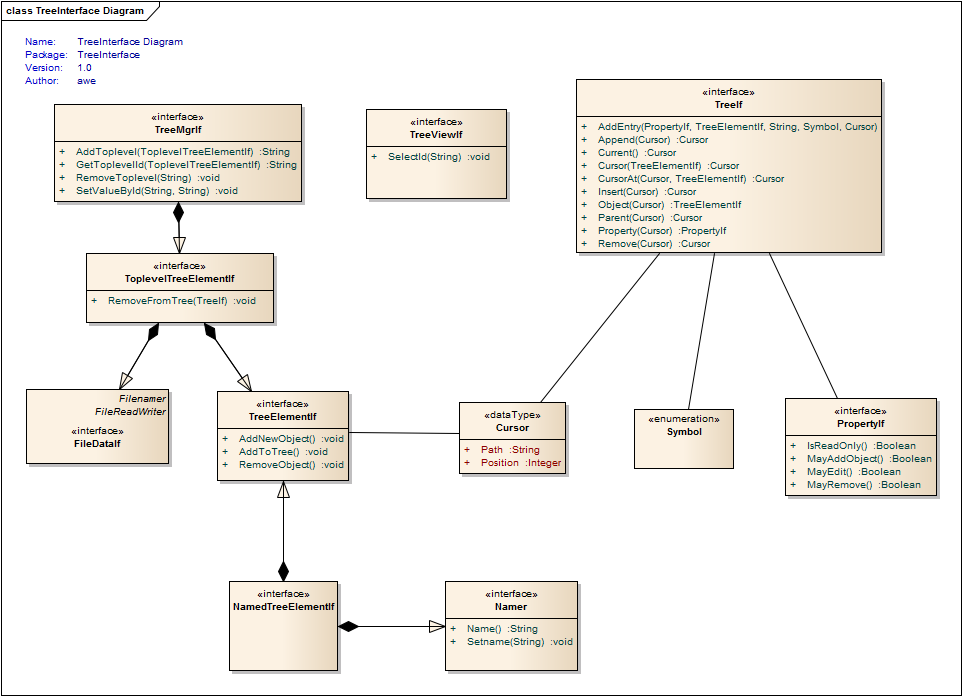 class TreeInterface Diagram
Name: TreeInterface Diagram
Package: TreeInterface
Version: 1.0
Author: awe
«interface»
TreeMgrIf
+ AddToplevel(ToplevelTreeElementIf) :String
+ GetToplevelId(ToplevelTreeElementIf) :String
+ RemoveToplevel(String) :void
+ SetValueById(String, String) :void
«interface»
TreeViewIf
+ SelectId(String) :void
«interface»
TreeIf
+ AddEntry(PropertyIf, TreeElementIf, String, Symbol, Cursor)
+ Append(Cursor) :Cursor
+ Current() :Cursor
+ Cursor(TreeElementIf) :Cursor
+ CursorAt(Cursor, TreeElementIf) :Cursor
+ Insert(Cursor) :Cursor
+ Object(Cursor) :TreeElementIf
+ Parent(Cursor) :Cursor
+ Property(Cursor) :PropertyIf
+ Remove(Cursor) :Cursor
«interface»
ToplevelTreeElementIf
+ RemoveFromTree(TreeIf) :void
Filenamer
FileReadWriter
«interface»
FileDataIf
«interface»
TreeElementIf
+ AddNewObject() :void
+ AddToTree() :void
+ RemoveObject() :void
«dataType»
Cursor
+ Path :String
+ Position :Integer
«enumeration»
Symbol
«interface»
PropertyIf
+ IsReadOnly() :Boolean
+ MayAddObject() :Boolean
+ MayEdit() :Boolean
+ MayRemove() :Boolean
«interface»
NamedTreeElementIf
«interface»
Namer
+ Name() :String
+ Setname(String) :void